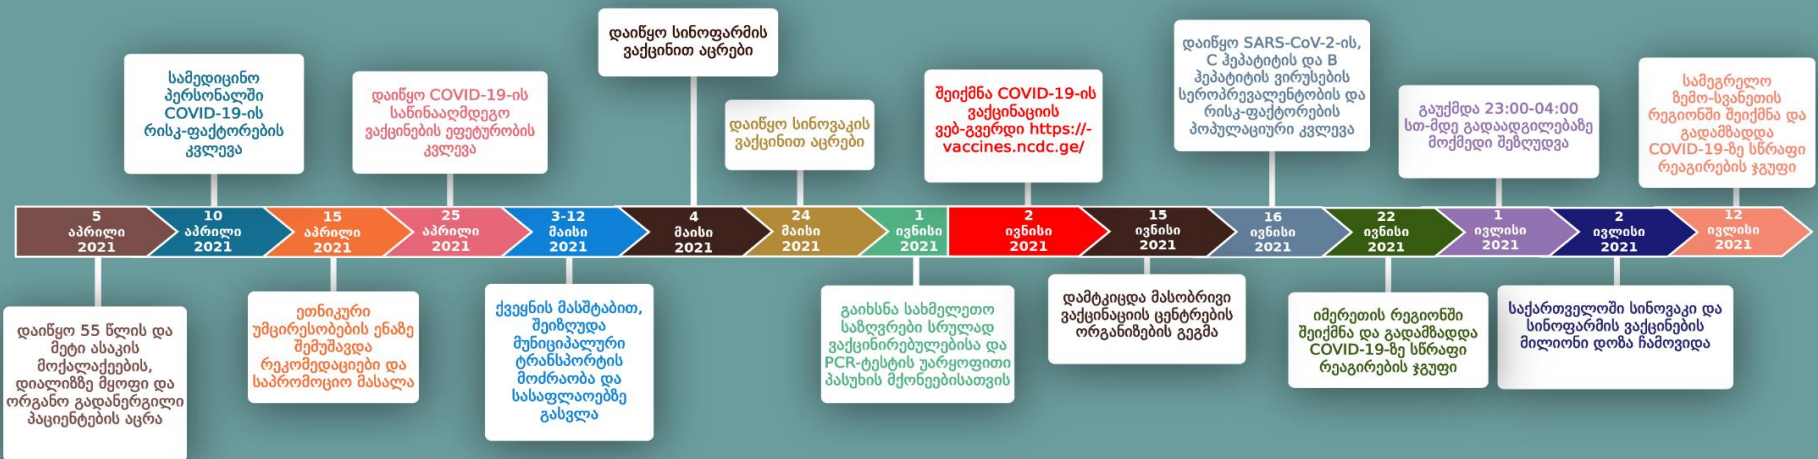 დაიწყო სინოფარმის
ვაქცინით აცრები
სამედიცინო
პერსონალში
COVID-19-ის
რისკ-ფაქტორების
კვლევა
დაიწყო COVID-19-ის
საწინააღმდეგო
ვაქცინების ეფეტურობის
კვლევა
დაიწყო სინოვაკის
ვაქცინით აცრები
შეიქმნა COVID-19-ის
ვაქცინაციის
ვებ-გვერდი https://-
vaccines.ncdc.ge/
დაიწყო SARS-CoV-2-ის,
C ჰეპატიტის და B
ჰეპატიტის ვირუსების
სეროპრევალენტობის და
რისკ-ფაქტორების
პოპულაციური კვლევა
გაუქმდა 23:00-04:00
სთ-მდე გადაადგილებაზე
მოქმედი შეზღუდვა
სამეგრელო
ზემო-სვანეთის
რეგიონში შეიქმნა და
გადამზადდა
COVID-19-ზე სწრაფი
რეაგირების ჯგუფი
5
აპრილი
2021
10
აპრილი
2021
15
აპრილი
2021
25
აპრილი
2021
3-12
მაისი
2021
4
მაისი
2021
24
მაისი
2021
1
ივნისი
2021
2
ივნისი
2021
15
ივნისი
2021
16
ივნისი
2021
22
ივნისი
2021
1
ივლისი
2021
2
ივლისი
2021
12
ივლისი
2021
დაიწყო 55 წლის და
მეტი ასაკის
მოქალაქეების,
დიალიზზე მყოფი და
ორგანო გადანერგილი
პაციენტების აცრა
ეთნიკური
უმცირესობების ენაზე
შემუშავდა
რეკომედაციები და
საპრომოციო მასალა
ქვეყნის მასშტაბით,
შეიზღუდა
მუნიციპალური
ტრანსპორტის
მოძრაობა და
სასაფლაოებზე
გასვლა
გაიხსნა სახმელეთო
საზღვრები სრულად
ვაქცინირებულებისა და
PCR-ტესტის უარყოფითი
პასუხის მქონეებისათვის
დამტკიცდა მასობრივი
ვაქცინაციის ცენტრების
ორგანიზების გეგმა
იმერეთის რეგიონში
შეიქმნა და გადამზადდა
COVID-19-ზე სწრაფი
რეაგირების ჯგუფი
საქართველოში სინოვაკი და
სინოფარმის ვაქცინების
მილიონი დოზა ჩამოვიდა